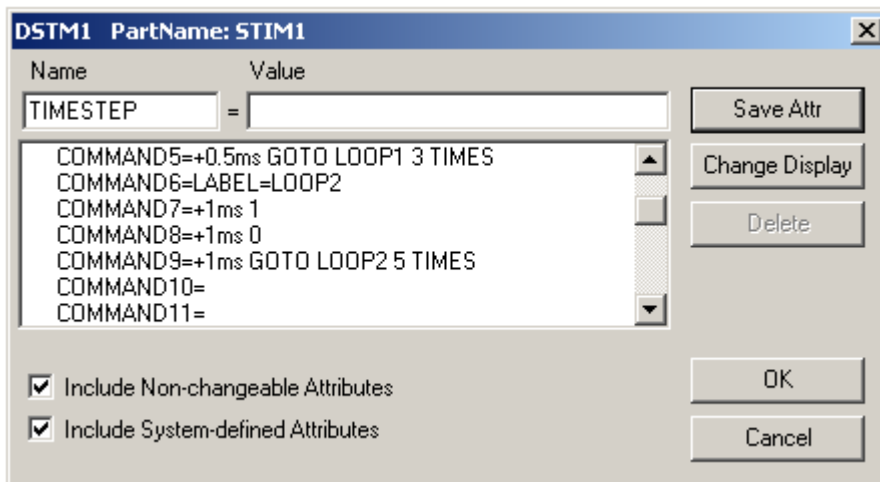 DSTM1 PartName: STIM1
Name Value
TIMESTEP = Save Attr
COMMAND5=+0.5ms GOTO LOOP1 3 TIMES
COMMAND6=LABEL=LOOP2
Change Display
COMMAND7=+1ms 1
COMMAND8=+1ms 0
Delete
COMMAND9=+1ms GOTO LOOP2 5 TIMES
COMMAND10=
COMMAND11=
Include Non-changeable Attributes
OK
Include System-defined Attributes
Cancel